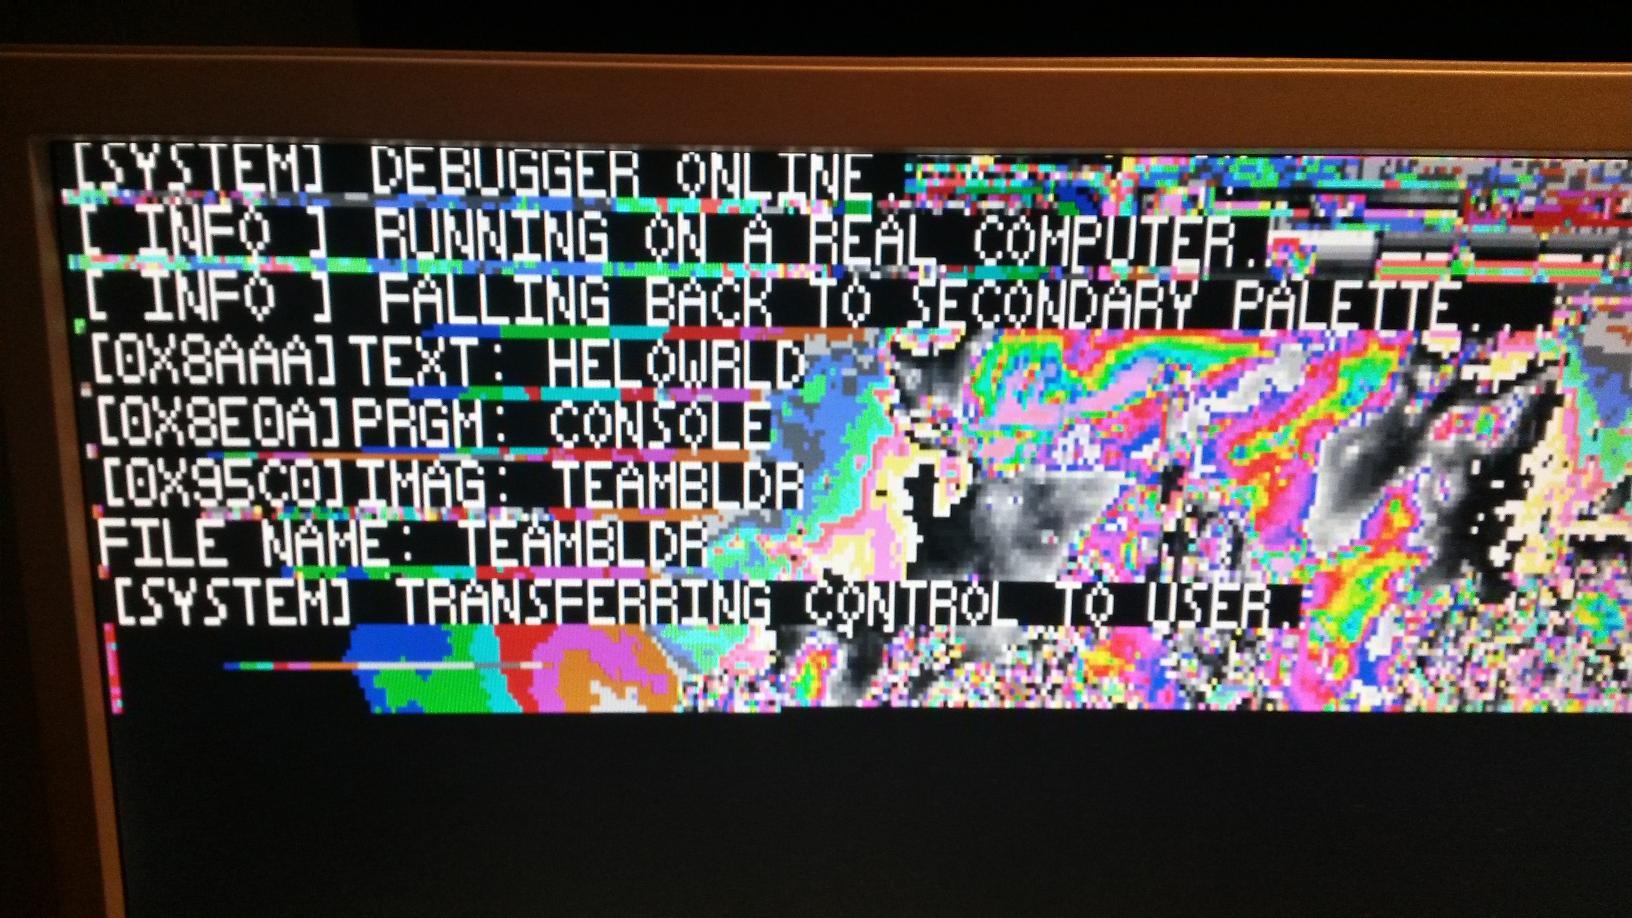 [SYSTEM] DEBUGGER ONLINE.
[ INFO ] RUNNING ON A REAL COMPUTER.
[ INFO ] FALLING BACK TO SECONDARY PALETTE...
[0X8AAA]TEXT: HELOWRLD
[0X8E0A]PRGM: CONSOLE
[0X95C0]IMAG: TEAMBLDR
FILE NAME: TEAMBLDR
[SYSTEM] TRANSFERRING CONTROL TO USER.